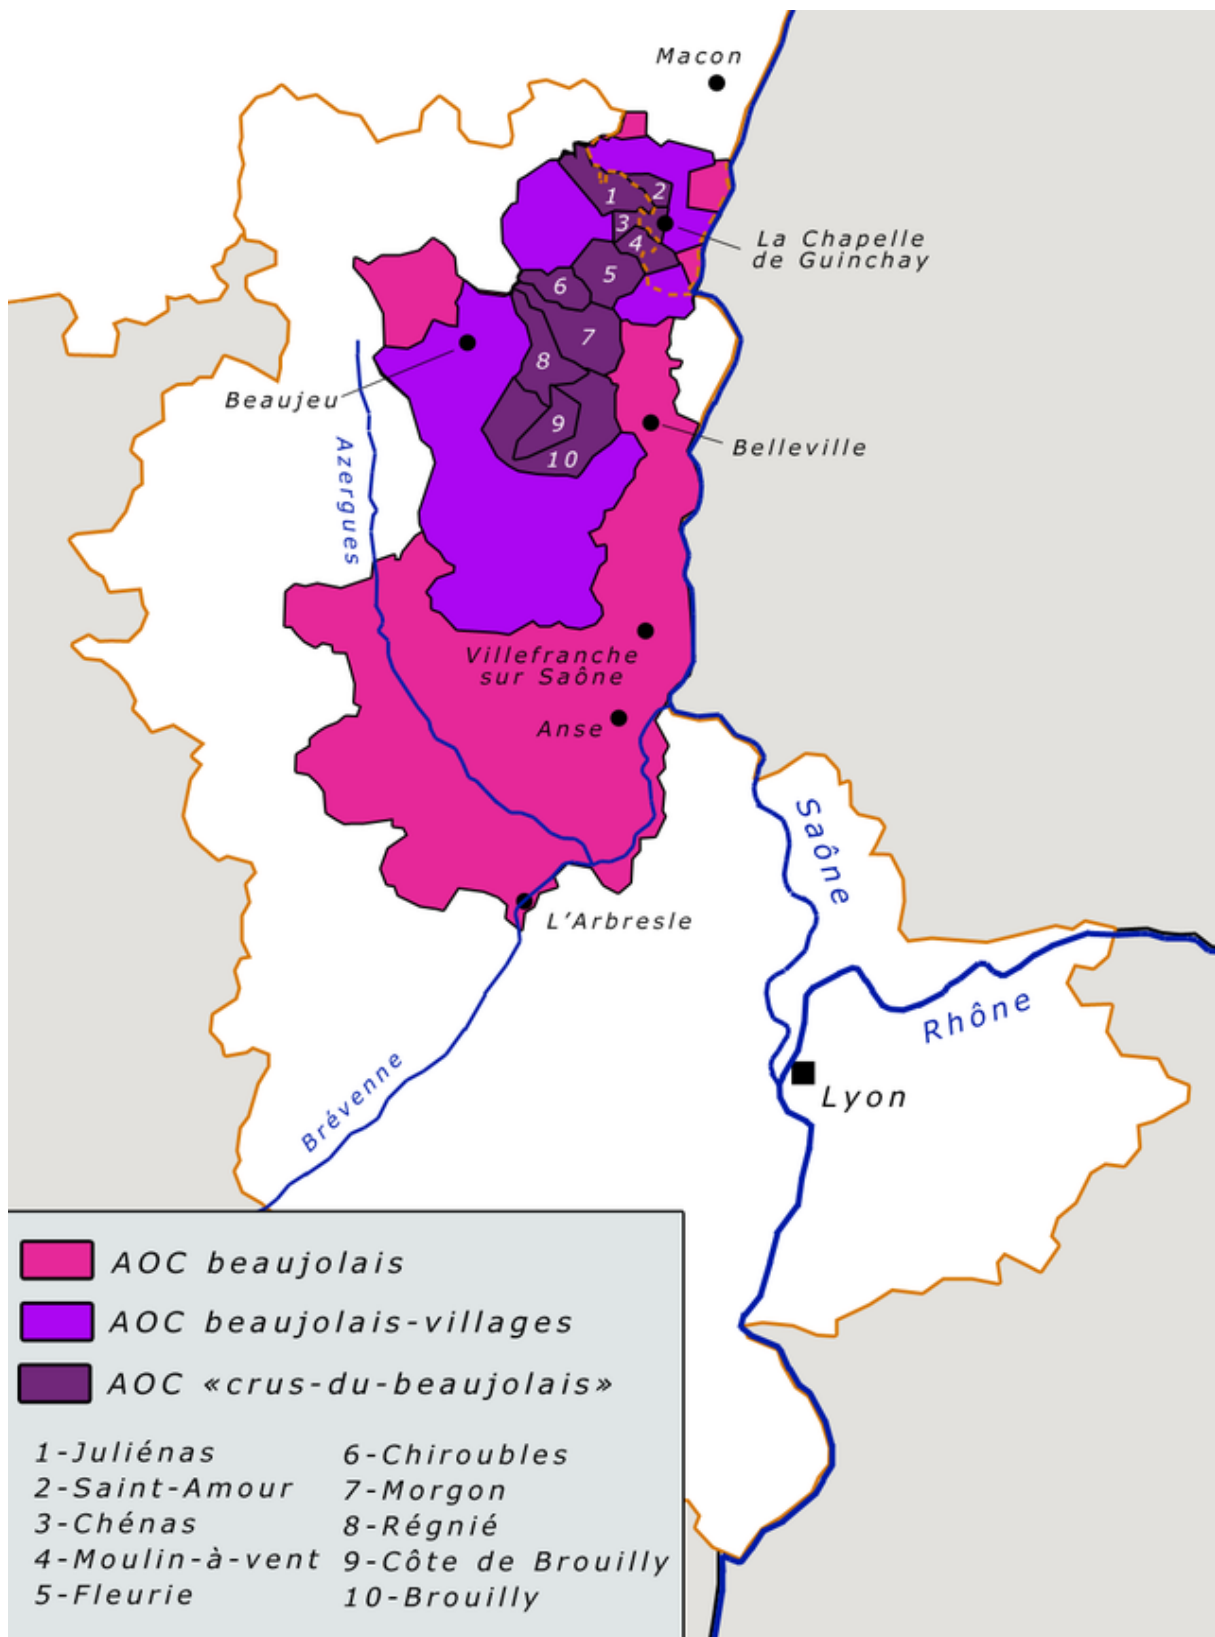 Macon
1
2
3
4
La Chapelle
de Guinchay
5
6
7
8
Beaujeu
9
10
Belleville
Azergues
Villefranche
sur Saône
Anse
Saône
L'Arbresle
Rhône
Lyon
Brévenne
AOC beaujolais
AOC beaujolais-villages
AOC «crus-du-beaujolais»
1-Juliénas
2-Saint-Amour
3-Chénas
4-Moulin-à-vent
5-Fleurie
6-Chiroubles
7-Morgon
8-Régnié
9-Côte de Brouilly
10-Brouilly